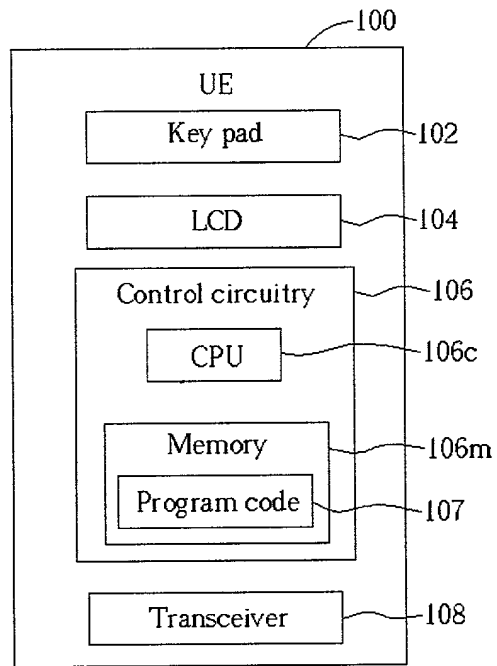 100
UE
Key pad 102
LCD 104
Control circuitry 106
CPU 106c
Memory 106m
Program code 107
Transceiver 108